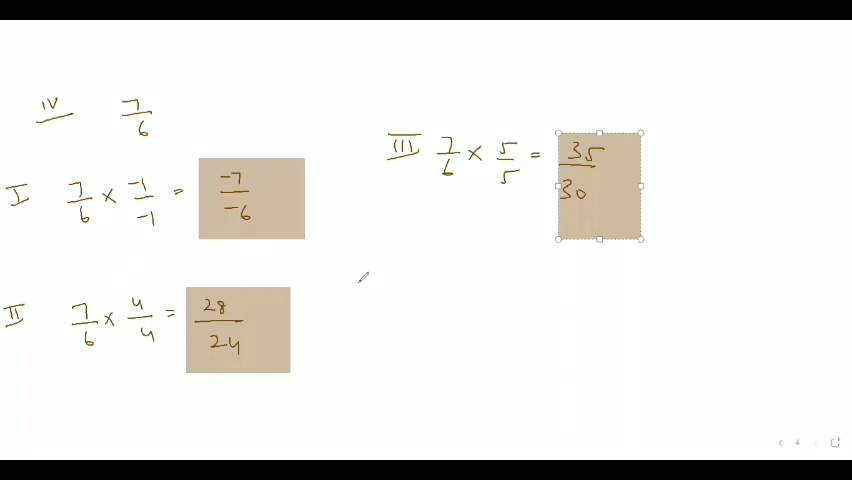 IV 7/6
I 7/6 × -1/-1 = -7/-6
II 7/6 × 4/4 = 28/24
III 7/6 × 5/5 = 35/30
4